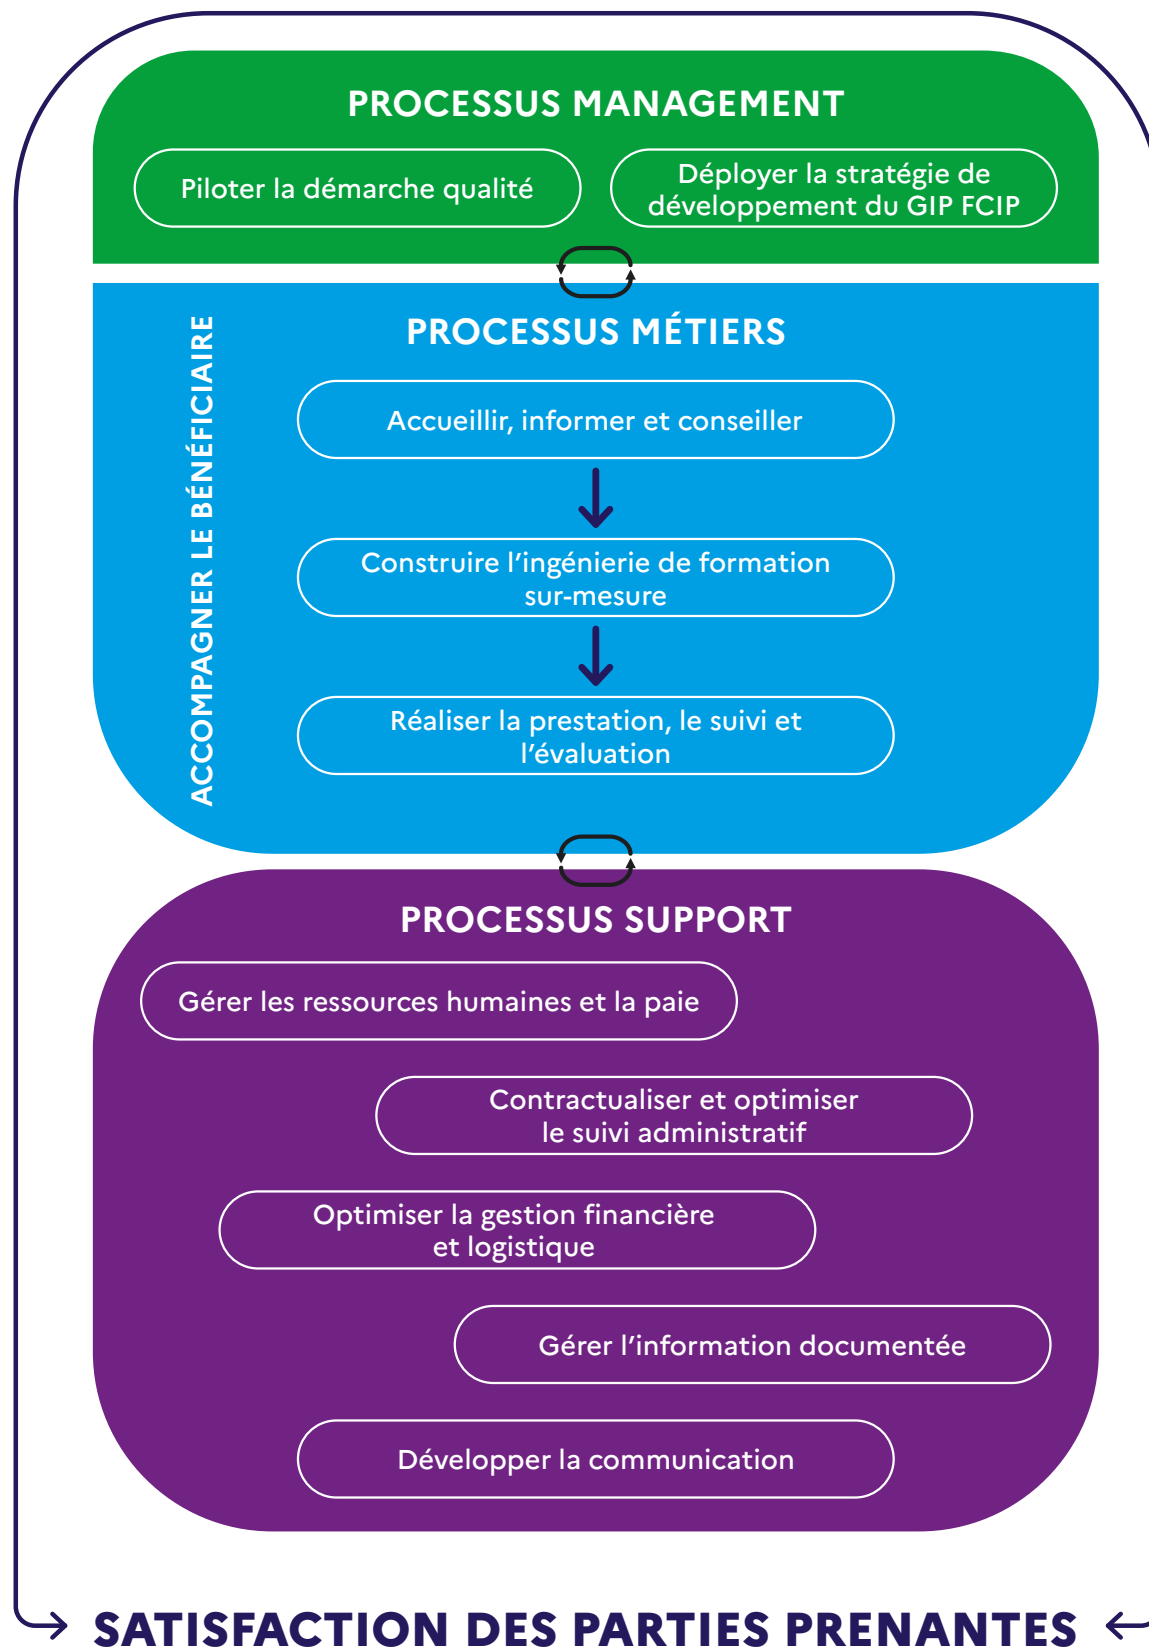 PROCESSUS MANAGEMENT
Piloter la démarche qualité
Déployer la stratégie de
développement du GIP FCIP
PROCESSUS MÉTIERS
ACCOMPAGNER LE BÉNÉFICIAIRE
Accueillir, informer et conseiller
Construire l'ingénierie de formation
sur-mesure
Réaliser la prestation, le suivi et
l'évaluation
PROCESSUS SUPPORT
Gérer les ressources humaines et la paie
Contractualiser et optimiser
le suivi administratif
Optimiser la gestion financière
et logistique
Gérer l'information documentée
Développer la communication
SATISFACTION DES PARTIES PRENANTES